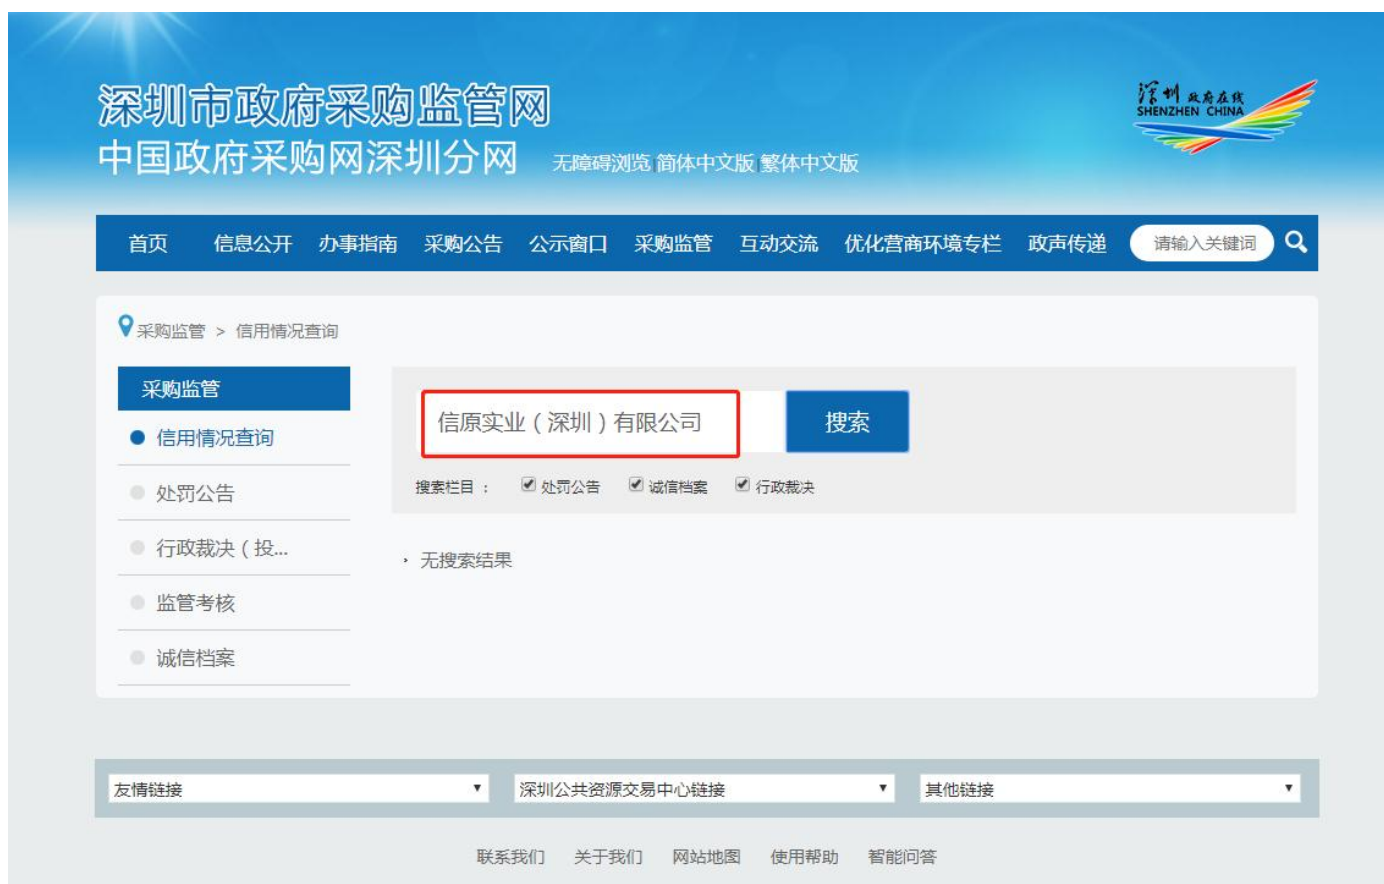 深圳市政府采购监管网
中国政府采购网深圳分网
无障碍浏览|简体中文版|繁体中文版
深圳 政府在线
SHENZHEN CHINA
首页 信息公开 办事指南 采购公告 公示窗口 采购监管 互动交流 优化营商环境专栏 政声传递 请输入关键词
采购监管 > 信用情况查询
采购监管
信用情况查询
处罚公告
行政裁决（投...
监管考核
诚信档案
信原实业（深圳）有限公司 搜索
搜索栏目： 处罚公告 诚信档案 行政裁决
无搜索结果
友情链接 深圳公共资源交易中心链接 其他链接
联系我们 关于我们 网站地图 使用帮助 智能问答